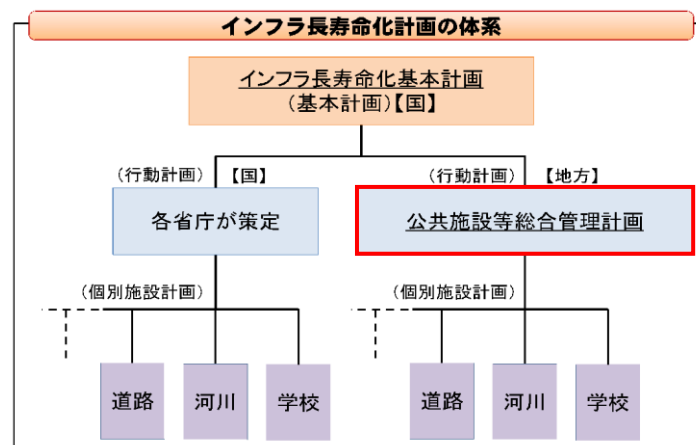 インフラ長寿命化計画の体系
インフラ長寿命化基本計画
(基本計画)【国】
(行動計画) 【国】
(行動計画) 【地方】
各省庁が策定
公共施設等総合管理計画
(個別施設計画)
(個別施設計画)
道路 河川 学校
道路 河川 学校